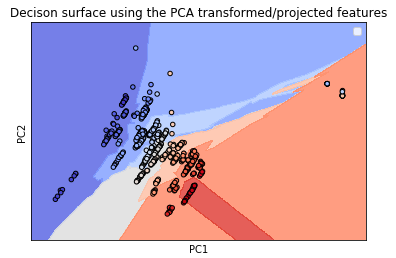 Decison surface using the PCA transformed/projected features
PC2
PC1